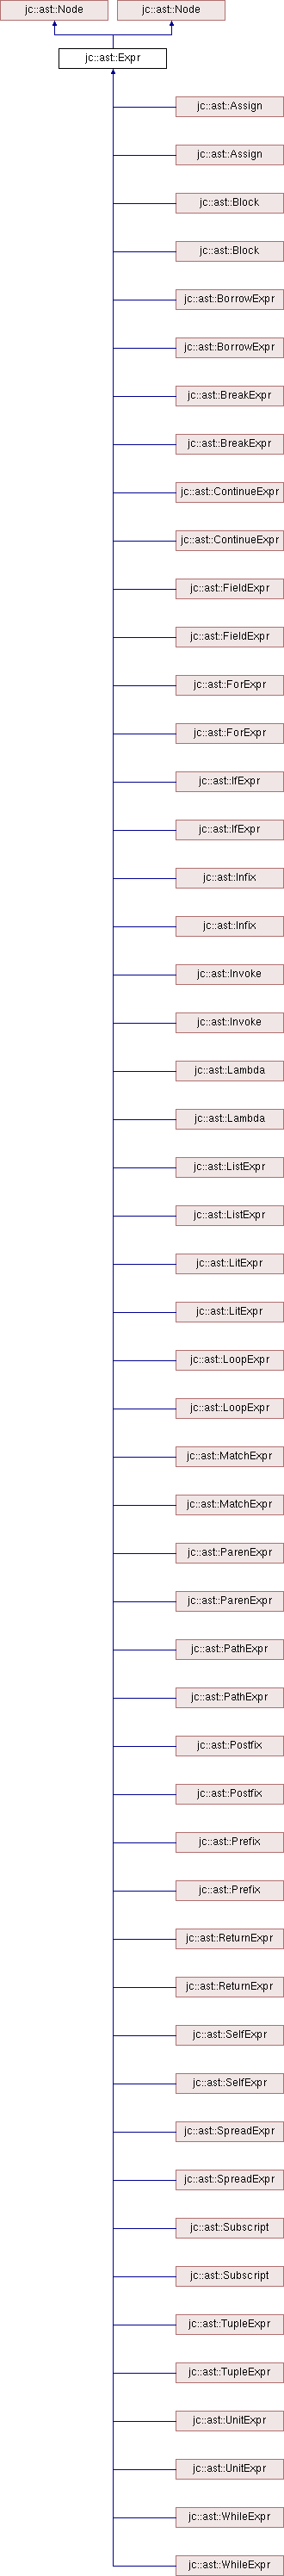 jc::ast::Node
jc::ast::Node
jc::ast::Expr
jc::ast::Assign
jc::ast::Assign
jc::ast::Block
jc::ast::Block
jc::ast::BorrowExpr
jc::ast::BorrowExpr
jc::ast::BreakExpr
jc::ast::BreakExpr
jc::ast::ContinueExpr
jc::ast::ContinueExpr
jc::ast::FieldExpr
jc::ast::FieldExpr
jc::ast::ForExpr
jc::ast::ForExpr
jc::ast::IfExpr
jc::ast::IfExpr
jc::ast::Infix
jc::ast::Infix
jc::ast::Invoke
jc::ast::Invoke
jc::ast::Lambda
jc::ast::Lambda
jc::ast::ListExpr
jc::ast::ListExpr
jc::ast::LitExpr
jc::ast::LitExpr
jc::ast::LoopExpr
jc::ast::LoopExpr
jc::ast::MatchExpr
jc::ast::MatchExpr
jc::ast::ParenExpr
jc::ast::ParenExpr
jc::ast::PathExpr
jc::ast::PathExpr
jc::ast::Postfix
jc::ast::Postfix
jc::ast::Prefix
jc::ast::Prefix
jc::ast::ReturnExpr
jc::ast::ReturnExpr
jc::ast::SelfExpr
jc::ast::SelfExpr
jc::ast::SpreadExpr
jc::ast::SpreadExpr
jc::ast::Subscript
jc::ast::Subscript
jc::ast::TupleExpr
jc::ast::TupleExpr
jc::ast::UnitExpr
jc::ast::UnitExpr
jc::ast::WhileExpr
jc::ast::WhileExpr